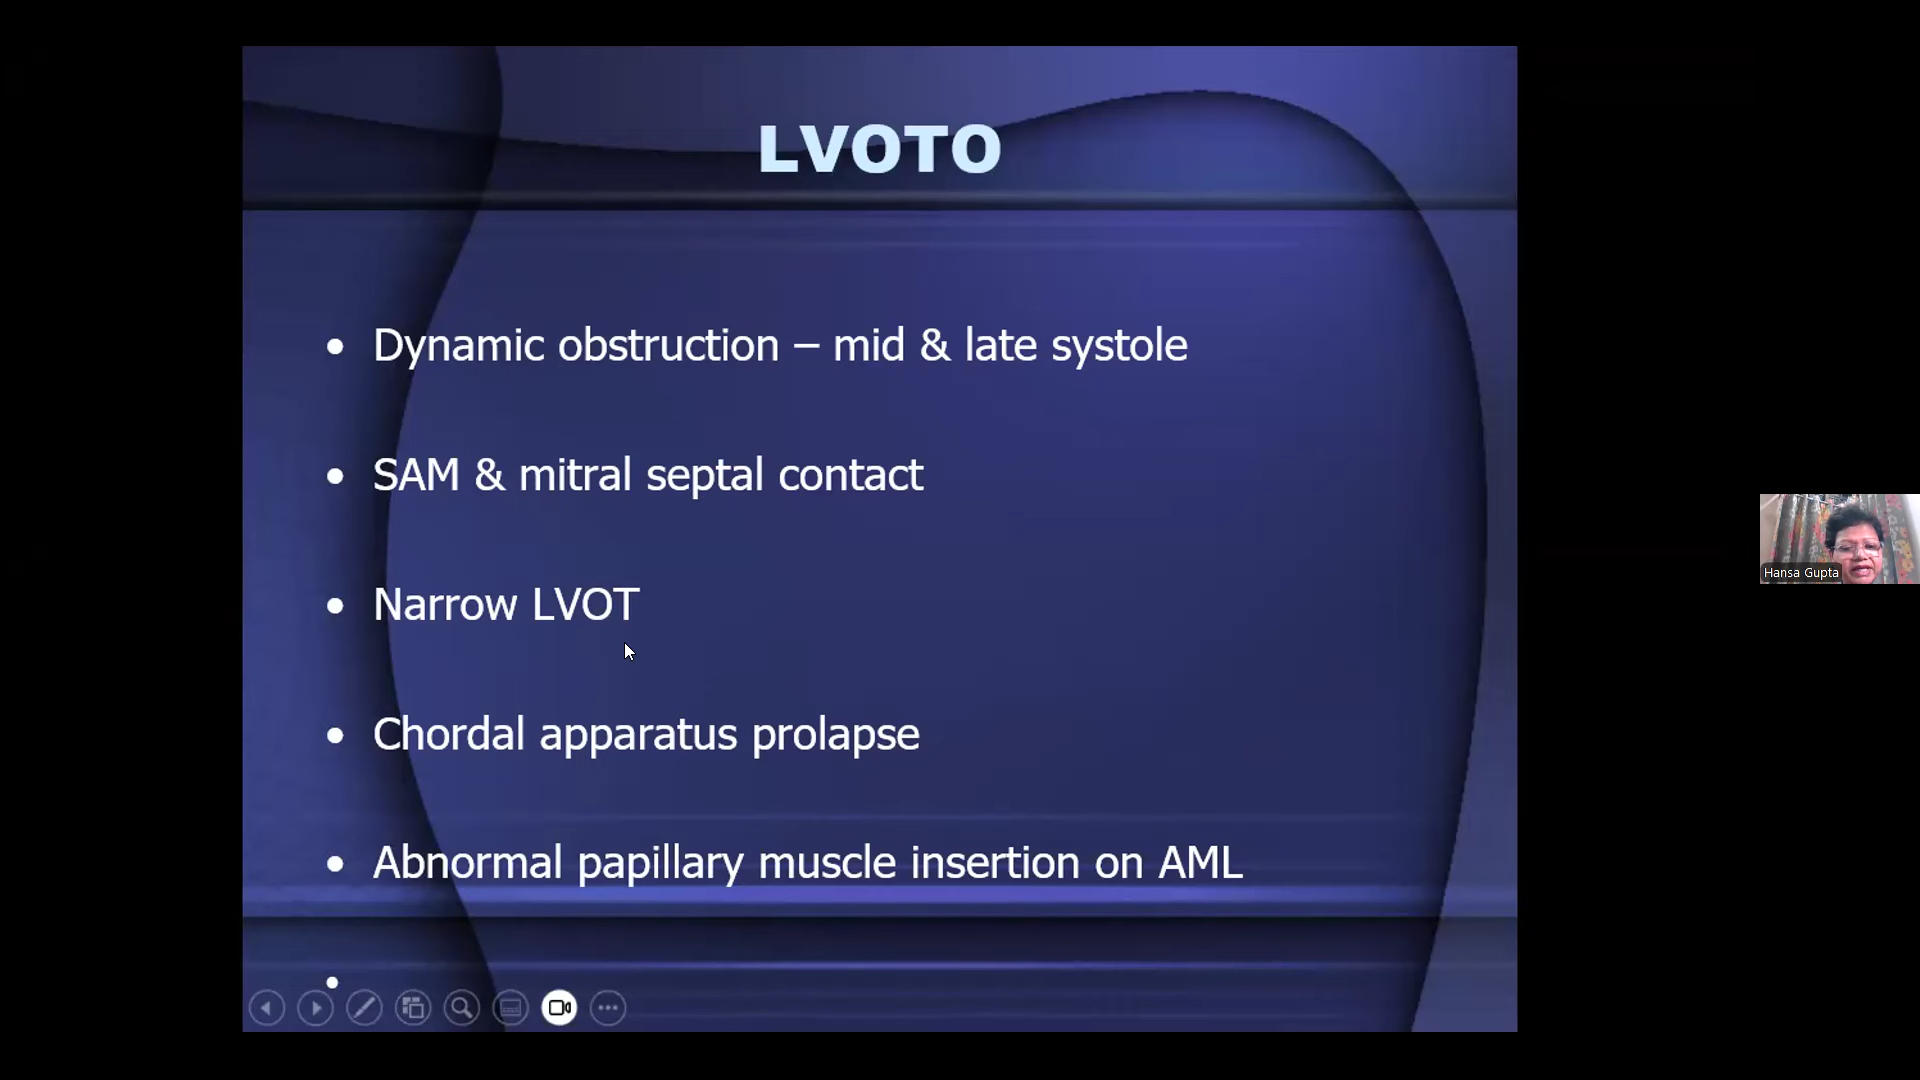 LVOTO
• Dynamic obstruction – mid & late systole
• SAM & mitral septal contact
• Narrow LVOT
• Chordal apparatus prolapse
• Abnormal papillary muscle insertion on AML
Hansa Gupta